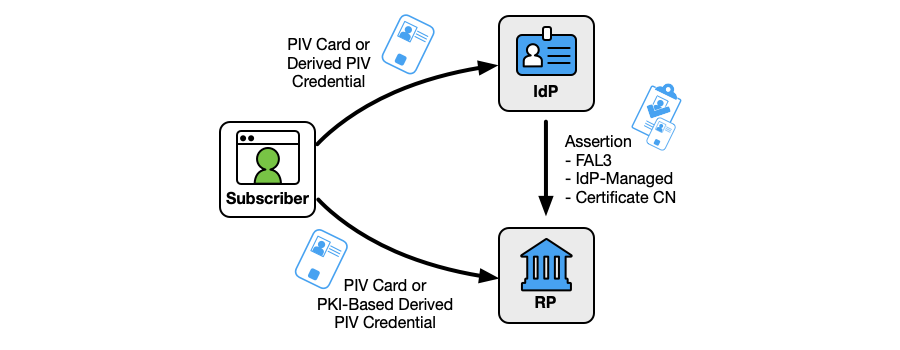 PIV Card or
Derived PIV
Credential
IdP
Assertion
- FAL3
- IdP-Managed
- Certificate CN
Subscriber
PIV Card or
PKI-Based Derived
PIV Credential
RP